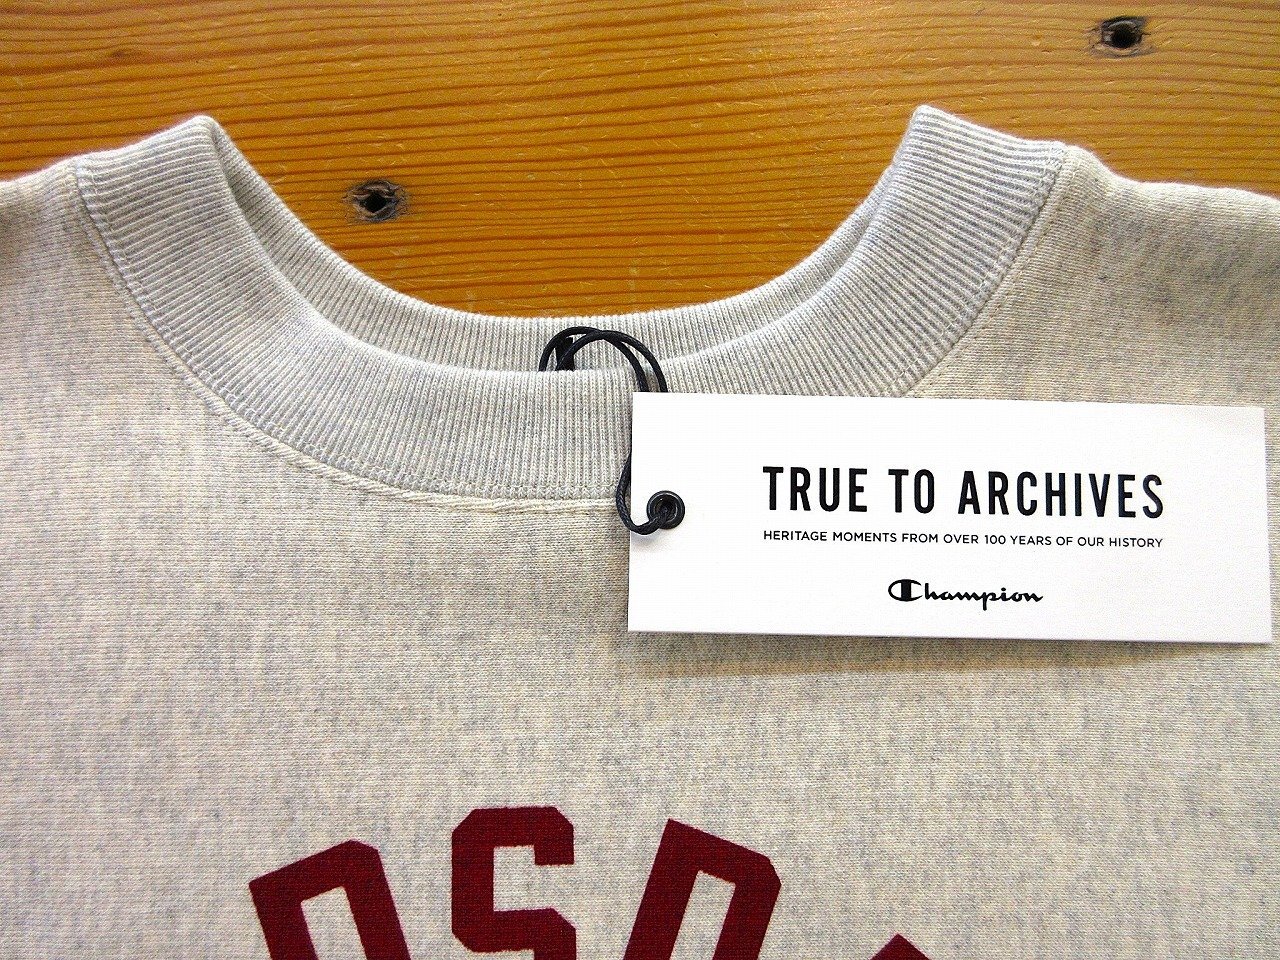 TRUE TO ARCHIVES
HERITAGE MOMENTS FROM OVER 100 YEARS OF OUR HISTORY
Champion